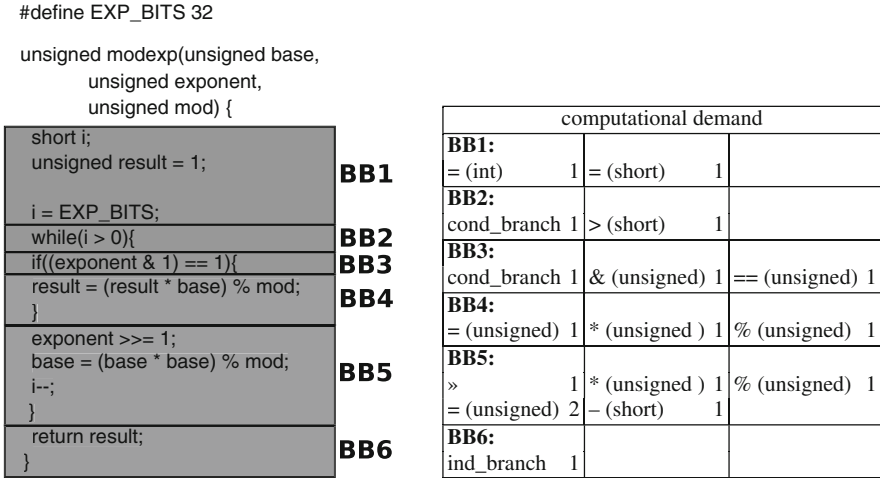 #define EXP_BITS 32
unsigned modexp(unsigned base,
unsigned exponent,
unsigned mod) {
short i;
unsigned result = 1;
i = EXP_BITS;
BB1
while(i > 0){
BB2
if((exponent & 1) == 1){
BB3
result = (result * base) % mod;
}
BB4
exponent >>= 1;
base = (base * base) % mod;
i--;
}
BB5
return result;
}
BB6
computational demand
BB1:
= (int) 1 = (short) 1
BB2:
cond_branch 1 > (short) 1
BB3:
cond_branch 1 & (unsigned) 1 == (unsigned) 1
BB4:
= (unsigned) 1 * (unsigned ) 1 % (unsigned) 1
BB5:
» 1 * (unsigned ) 1 % (unsigned) 1
= (unsigned) 2 – (short) 1
BB6:
ind_branch 1